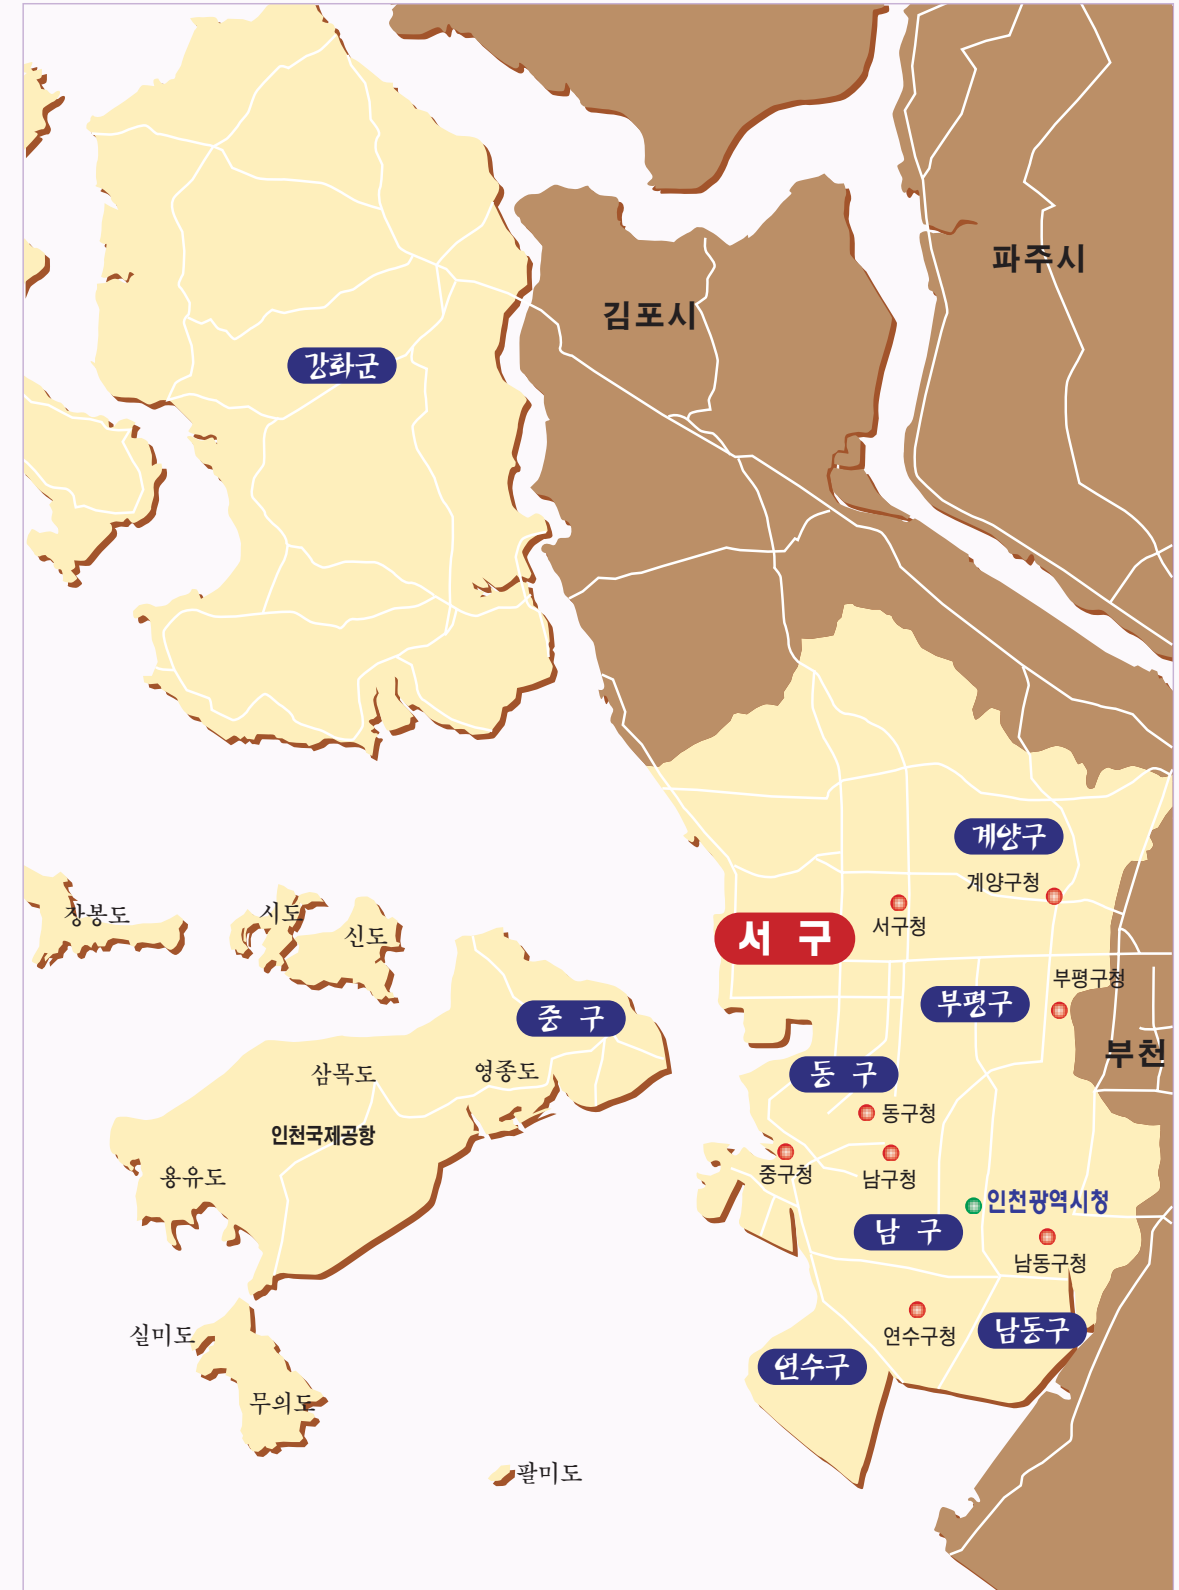 파주시
김포시
강화군
계양구
계양구청
서구청
장봉도
시도
신도
서 구
부평구청
부평구
중 구
부천
삼목도
영종도
동 구
동구청
인천국제공항
중구청
남구청
용유도
인천광역시청
남 구
남동구청
실미도
연수구청
남동구
연수구
무의도
팔미도